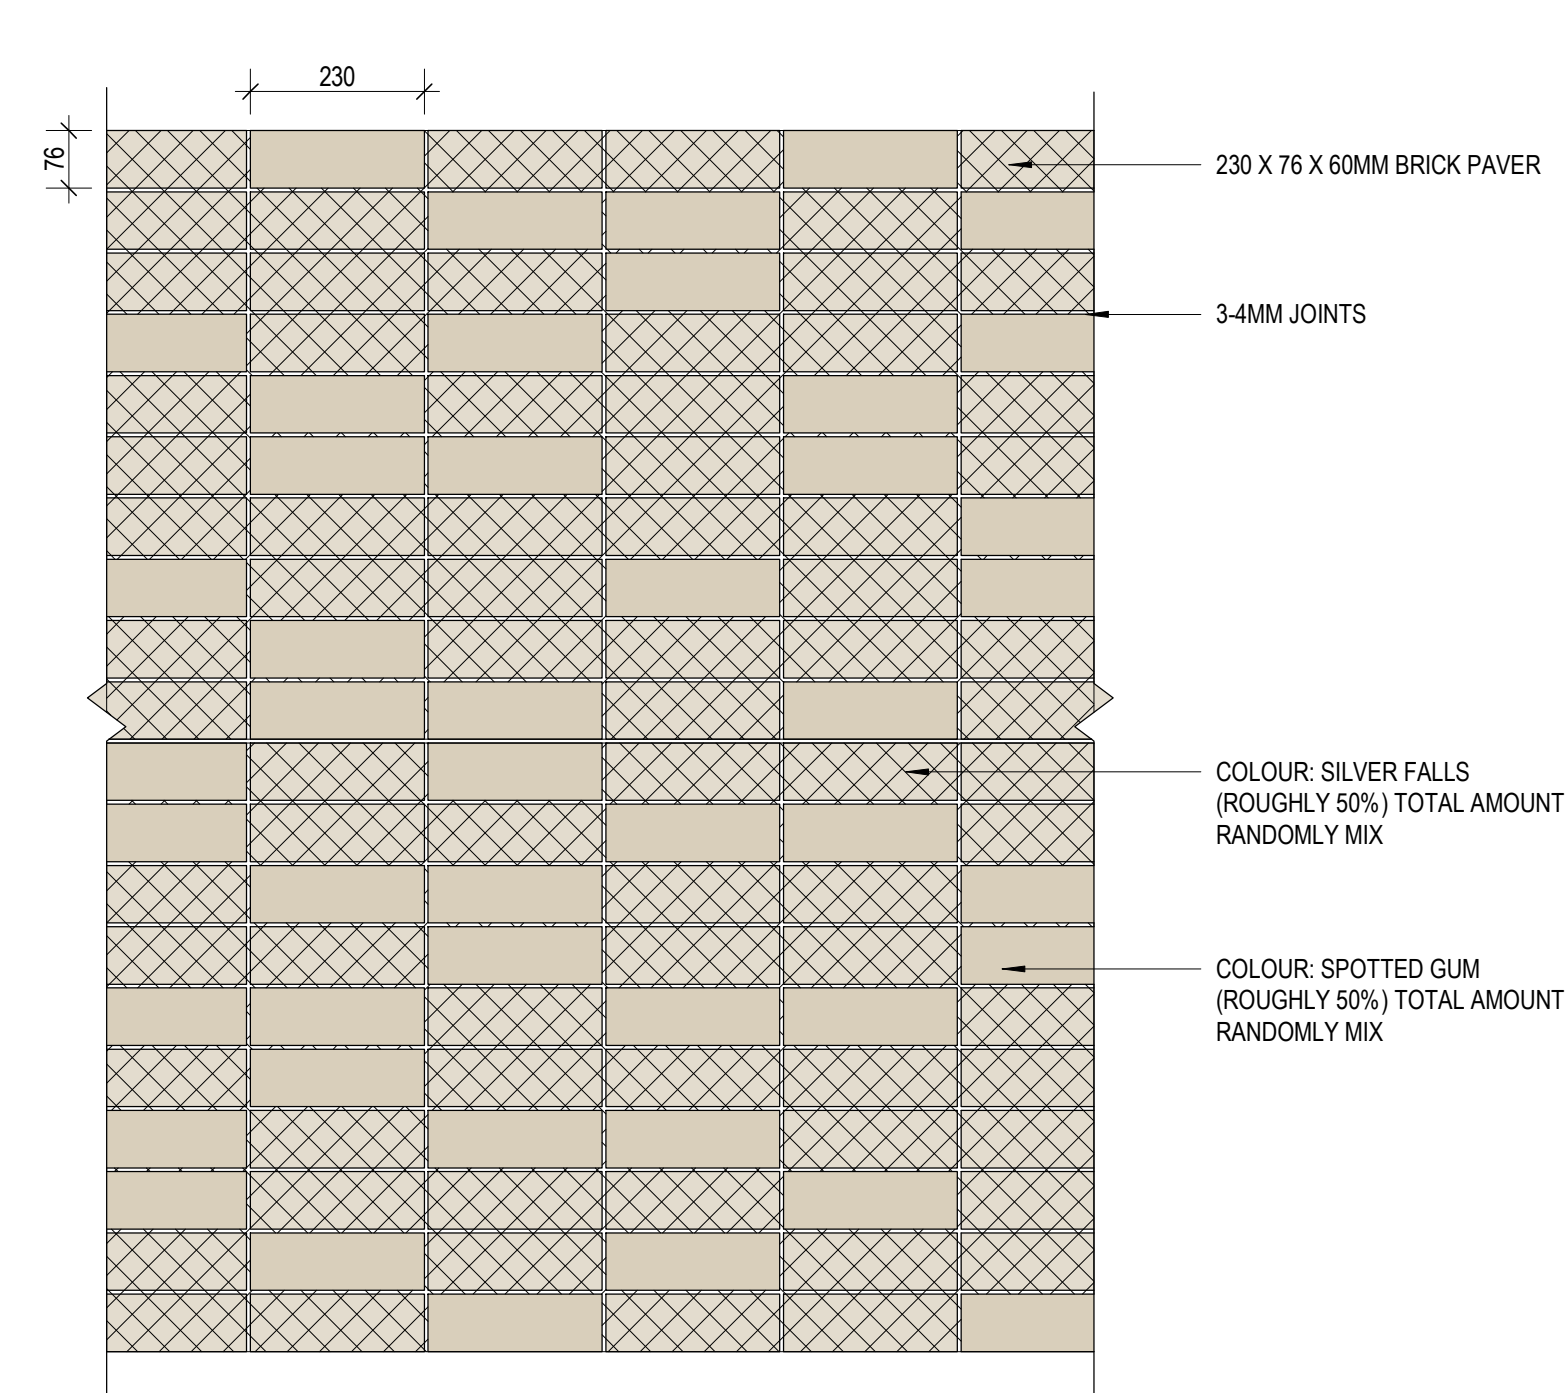 230
76
230 X 76 X 60MM BRICK PAVER
3-4MM JOINTS
COLOUR: SILVER FALLS
(ROUGHLY 50%) TOTAL AMOUNT
RANDOMLY MIX
COLOUR: SPOTTED GUM
(ROUGHLY 50%) TOTAL AMOUNT
RANDOMLY MIX